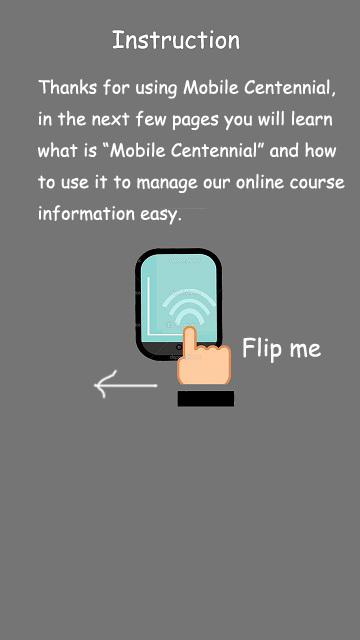 Instruction
Thanks for using Mobile Centennial,
in the next few pages you will learn
what is “Mobile Centennial” and how
to use it to manage our online course
information easy.
Flip me